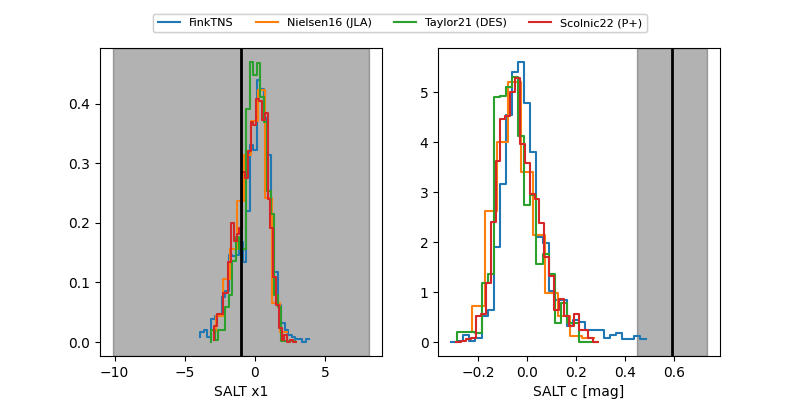 FinkTNS Nielsen16 (JLA) Taylor21 (DES) Scolnic22 (P+)
0.4
0.3
0.2
0.1
0.0
−10 −5 0 5
SALT x1
5
4
3
2
1
0
−0.2 0.0 0.2 0.4 0.6
SALT c [mag]